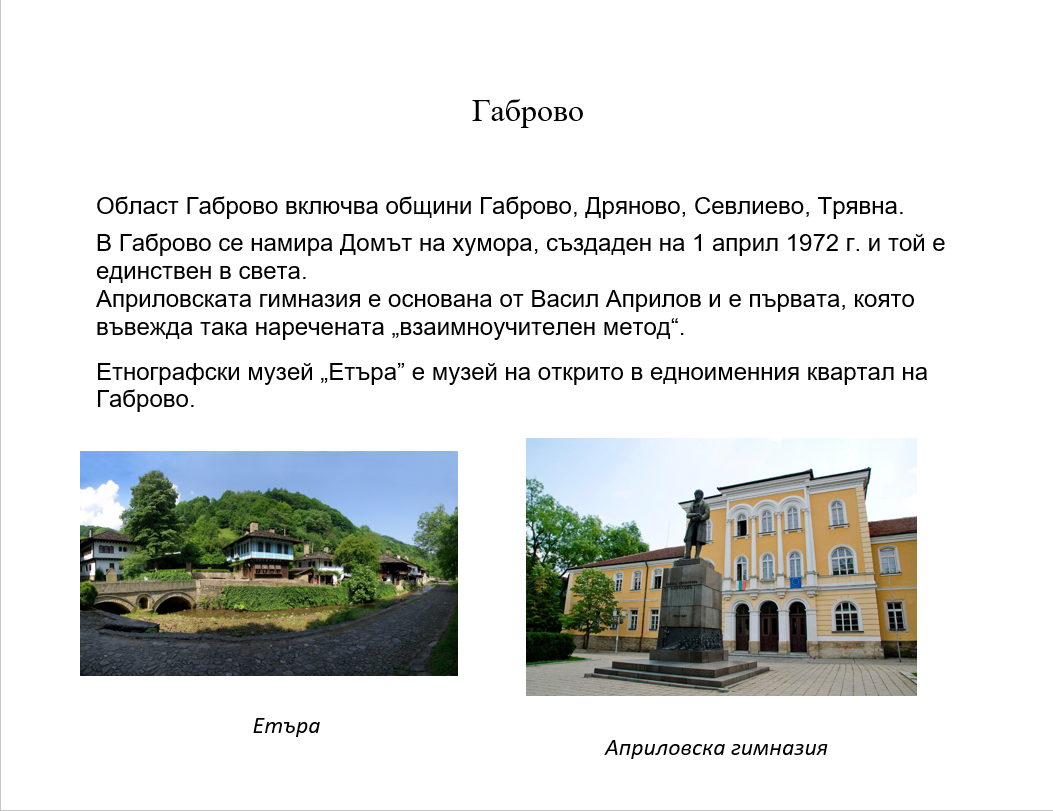 Габрово
Област Габрово включва общини Габрово, Дряново, Севлиево, Трявна.
В Габрово се намира Домът на хумора, създаден на 1 април 1972 г. и той е
единствен в света.
Априловската гимназия е основана от Васил Априлов и е първата, която
въвежда така наречената „взаимноучителен метод“.
Етнографски музей „Етъра” е музей на открито в едноименния квартал на
Габрово.
Етъра
Априловска гимназия